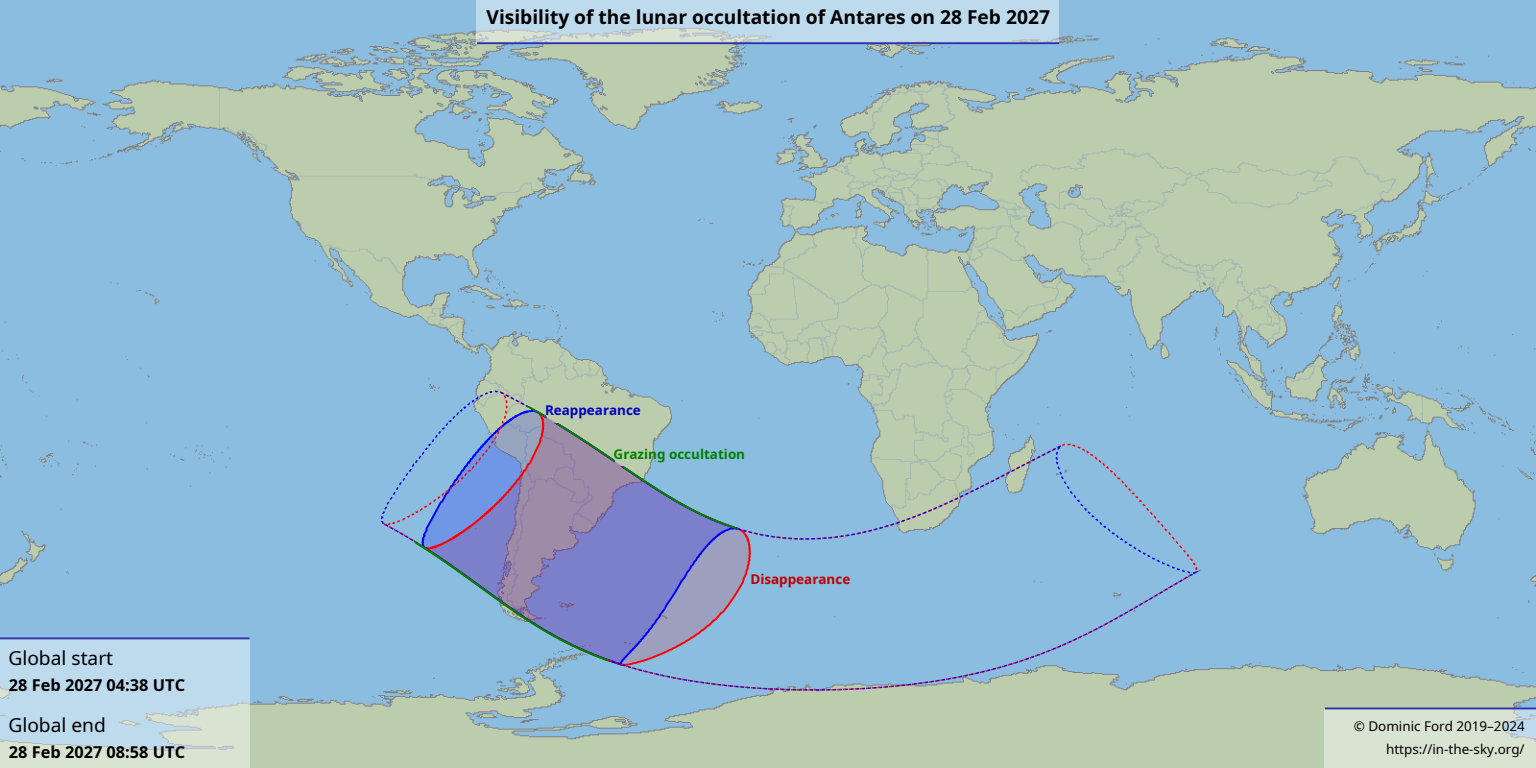 Visibility of the lunar occultation of Antares on 28 Feb 2027
Reappearance
Grazing occultation
Disappearance
Global start
28 Feb 2027 04:38 UTC
Global end
28 Feb 2027 08:58 UTC
© Dominic Ford 2019–2024
https://in-the-sky.org/